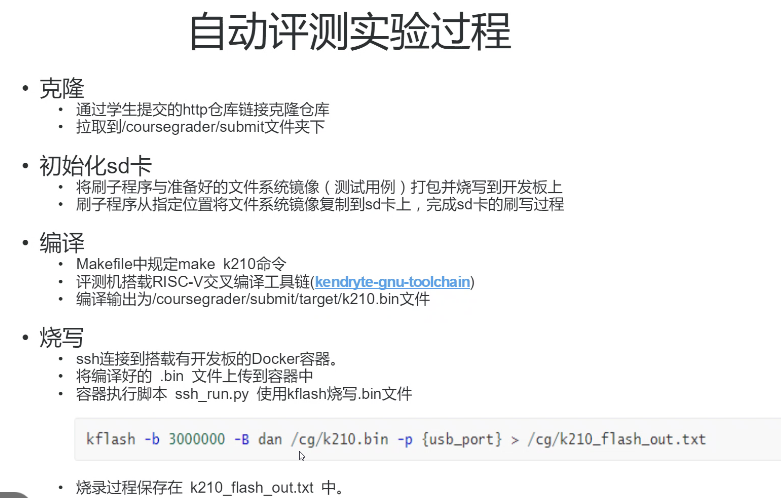 自动评测实验过程
• 克隆
• 通过学生提交的http仓库链接克隆仓库
• 拉取到/coursegrader/submit文件夹下
• 初始化sd卡
• 将刷子程序与准备好的文件系统镜像（测试用例）打包并烧写到开发板上
• 刷子程序从指定位置将文件系统镜像复制到sd卡上，完成sd卡的刷写过程
• 编译
• Makefile中规定make k210命令
• 评测机搭载RISC-V交叉编译工具链(kendryte-gnu-toolchain)
• 编译输出为/coursegrader/submit/target/k210.bin文件
• 烧写
• ssh连接到搭载有开发板的Docker容器。
• 将编译好的 .bin 文件上传到容器中
• 容器执行脚本 ssh_run.py 使用kflash烧写.bin文件
kflash -b 3000000 -B dan /cg/k210.bin -p {usb_port} > /cg/k210_flash_out.txt
• 烧录过程保存在 k210_flash_out.txt 中。